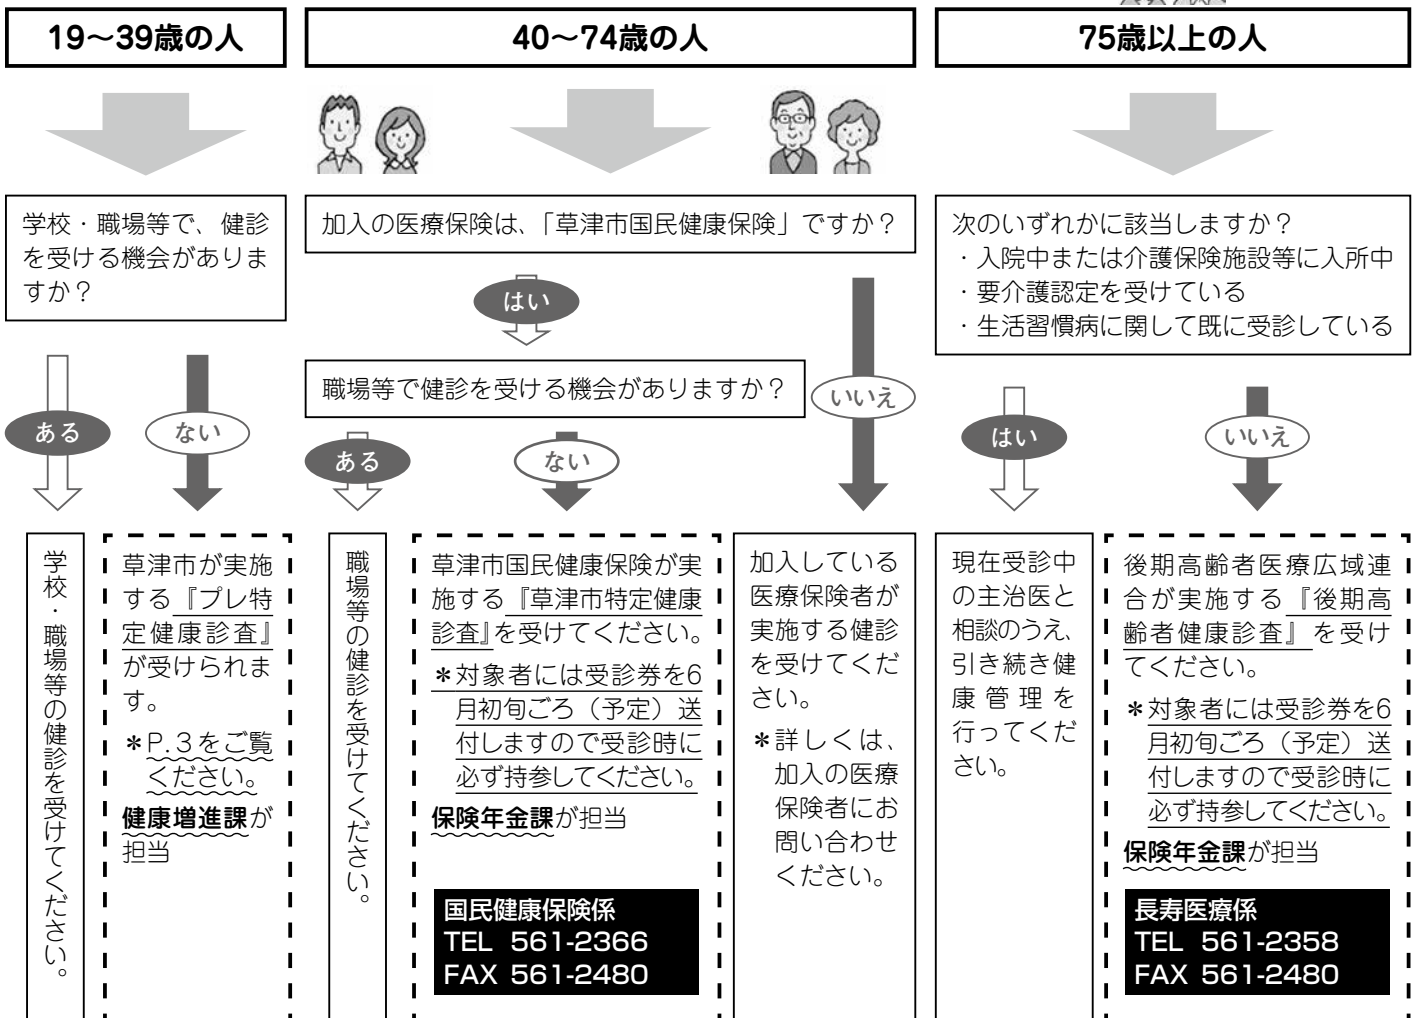 19～39歳の人
学校・職場等で、健診
を受ける機会がありま
すか？
ある
ない
学校・職場等の健診を受けてください。
草津市が実施
する『プレ特
定健康診査』
が受けられま
す。
＊P.３をご覧
ください。
健康増進課が
担当
40～74歳の人
加入の医療保険は、「草津市国民健康保険」ですか？
はい
いいえ
職場等で健診を受ける機会がありますか？
ある
ない
職場等の健診を受けてください。
草津市国民健康保険が実
施する『草津市特定健康
診査』を受けてください。
＊対象者には受診券を6
月初旬ごろ（予定）送
付しますので受診時に
必ず持参してください。
保険年金課が担当
国民健康保険係
TEL 561-2366
FAX 561-2480
加入している
医療保険者が
実施する健診
を受けてくだ
さい。
＊詳しくは、
加入の医療
保険者にお
問い合わせ
ください。
75歳以上の人
次のいずれかに該当しますか？
・入院中または介護保険施設等に入所中
・要介護認定を受けている
・生活習慣病に関して既に受診している
はい
いいえ
現在受診中
の主治医と
相談のうえ、
引き続き健
康管理を
行ってくだ
さい。
後期高齢者医療広域連
合が実施する『後期高
齢者健康診査』を受け
てください。
＊対象者には受診券を6
月初旬ごろ（予定）送
付しますので受診時に
必ず持参してください。
保険年金課が担当
長寿医療係
TEL 561-2358
FAX 561-2480